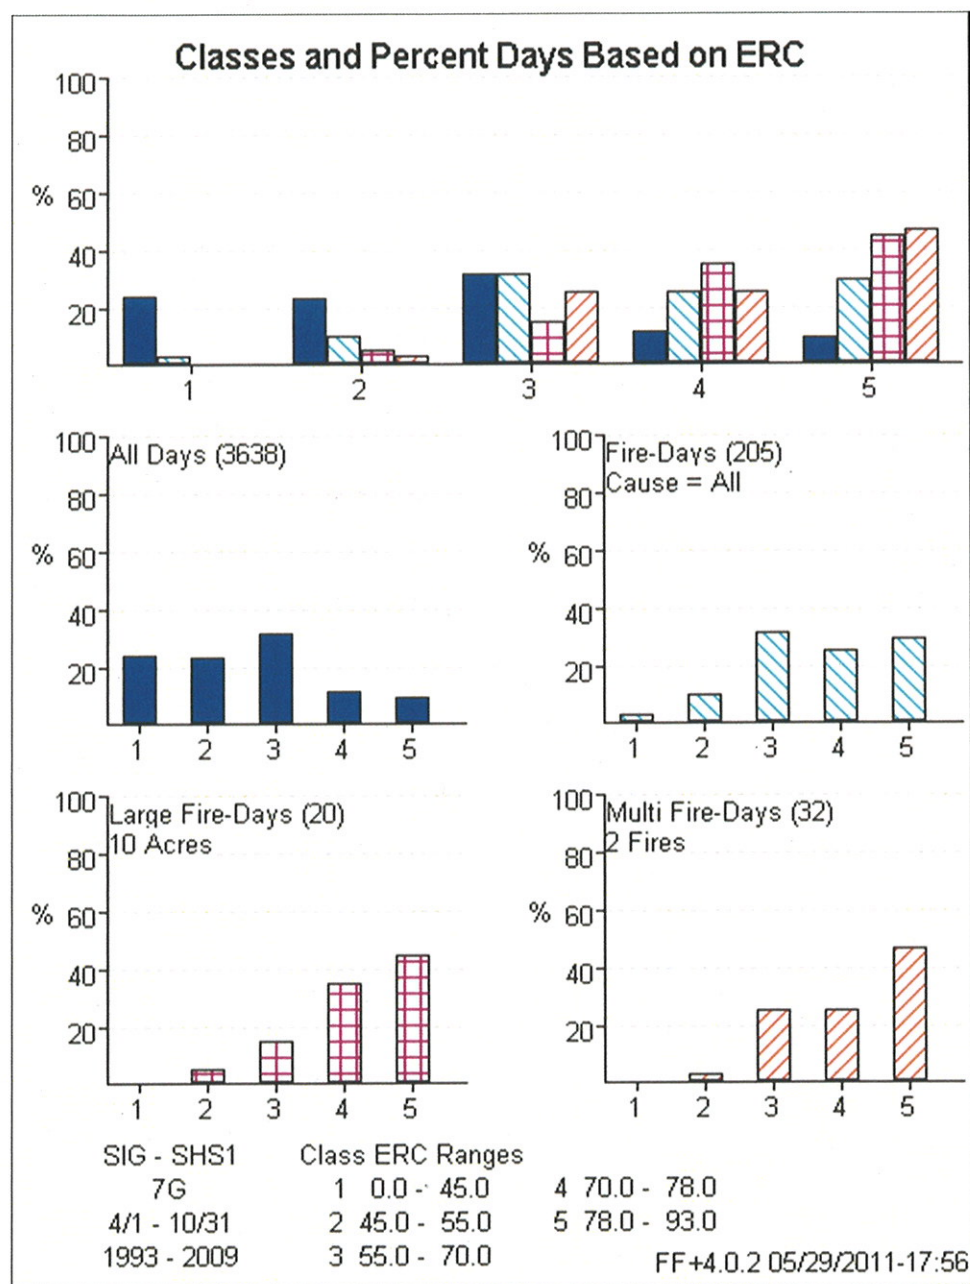 Classes and Percent Days Based on ERC
100
80
% 60
40
20
1 2 3 4 5
All Days (3638)
100
80
% 60
40
20
1 2 3 4 5
Fire-Days (205)
Cause = All
100
80
% 60
40
20
1 2 3 4 5
Large Fire-Days (20)
10 Acres
100
80
% 60
40
20
1 2 3 4 5
Multi Fire-Days (32)
2 Fires
100
80
% 60
40
20
1 2 3 4 5
SIG - SHS1
7G
4/1 - 10/31
1993 - 2009
Class ERC Ranges
1 0.0 - 45.0
2 45.0 - 55.0
3 55.0 - 70.0
4 70.0 - 78.0
5 78.0 - 93.0
FF+4.0.2 05/29/2011-17:56